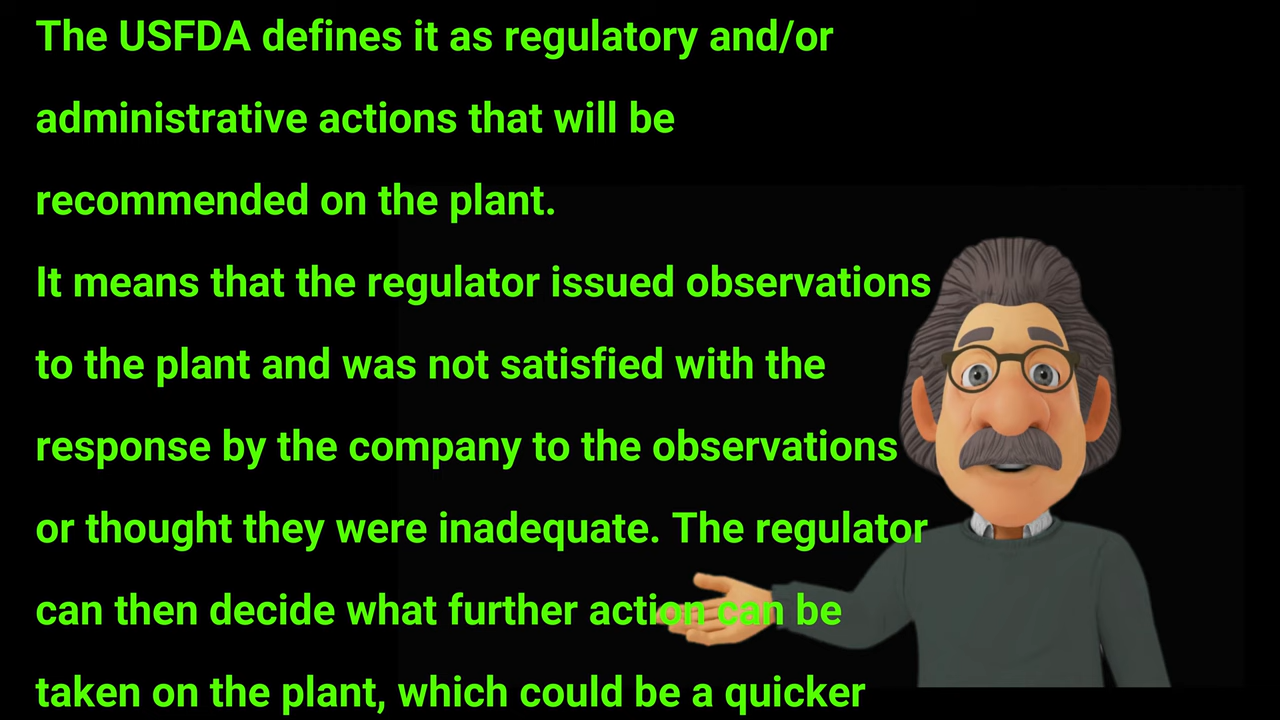 The USFDA defines it as regulatory and/or
administrative actions that will be
recommended on the plant.
It means that the regulator issued observations
to the plant and was not satisfied with the
response by the company to the observations
or thought they were inadequate. The regulator
can then decide what further action can be
taken on the plant, which could be a quicker